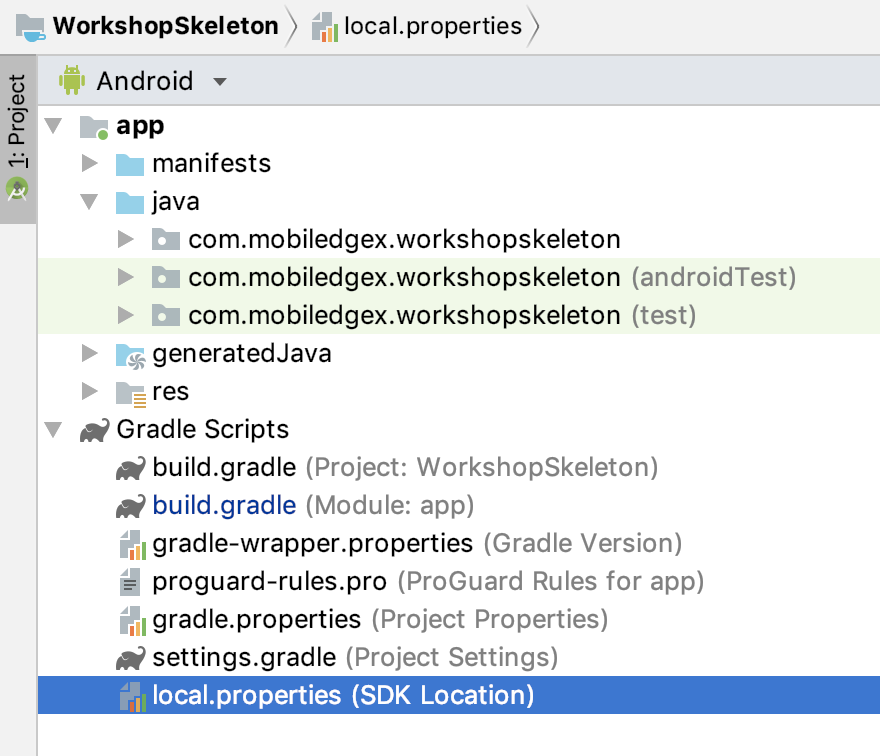 WorkshopSkeleton local.properties
1: Project
Android
app
manifests
java
com.mobiledgex.workshopskeleton
com.mobiledgex.workshopskeleton (androidTest)
com.mobiledgex.workshopskeleton (test)
generatedJava
res
Gradle Scripts
build.gradle (Project: WorkshopSkeleton)
build.gradle (Module: app)
gradle-wrapper.properties (Gradle Version)
proguard-rules.pro (ProGuard Rules for app)
gradle.properties (Project Properties)
settings.gradle (Project Settings)
local.properties (SDK Location)